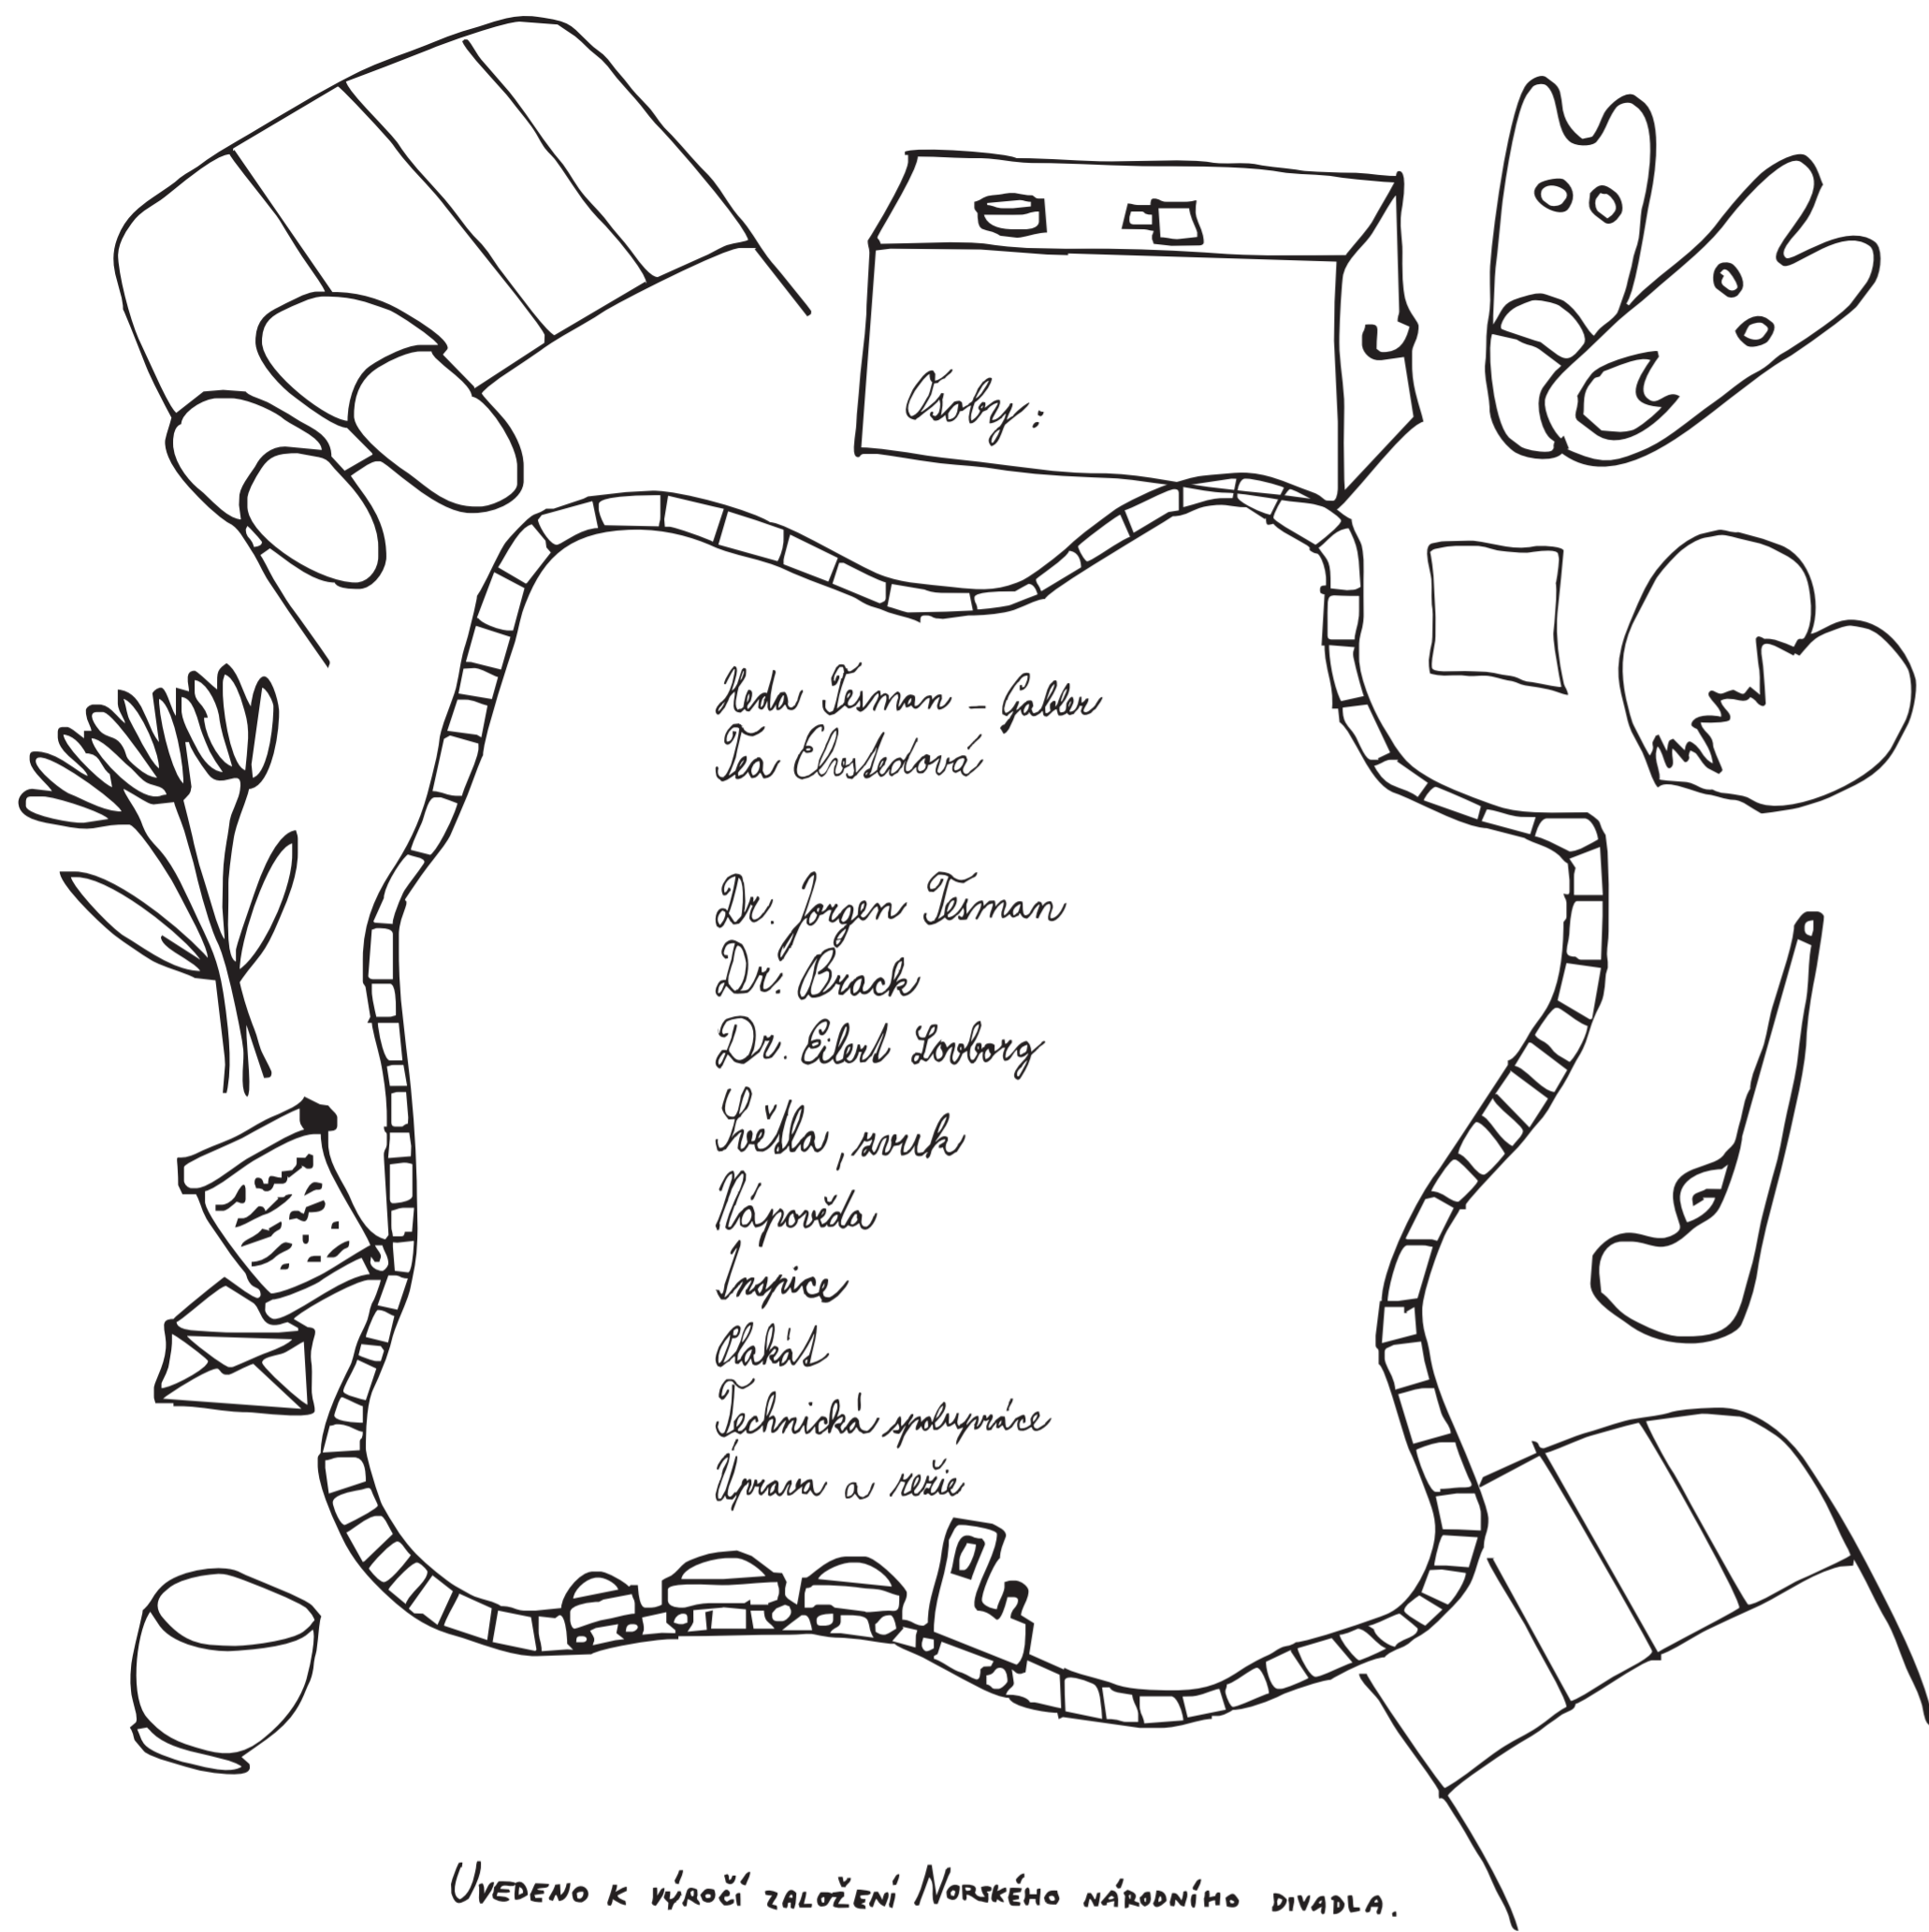 Osoby:
Heda Tesman - Gabler
Tea Elvstedová
Dr. Jorgen Tesman
Dr. Brack
Dr. Eilert Lovborg
Světla, zvuk
Nápověda
Inspice
Plakát
Technická spolupráce
Úprava a režie
UVEDENO K VÝROČÍ ZALOŽENÍ NORSKÉHO NÁRODNÍHO DIVADLA.